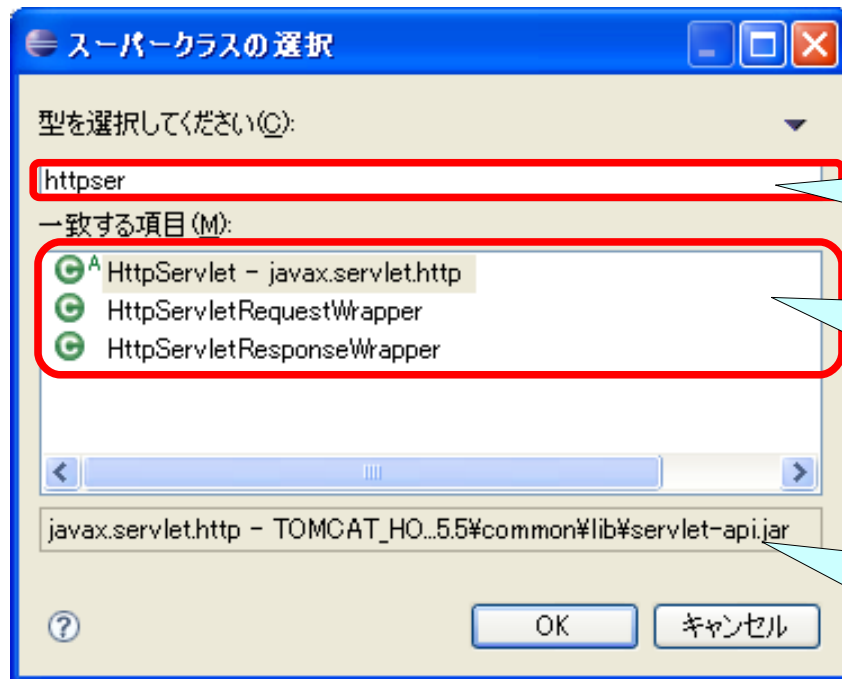 スーパークラスの選択
型を選択してください(C):
httpser
一致する項目(M):
HttpServlet - javax.servlet.http
HttpServletRequestWrapper
HttpServletResponseWrapper
javax.servlet.http - TOMCAT_HO...5.5¥common¥lib¥servlet-api.jar
OK キャンセル